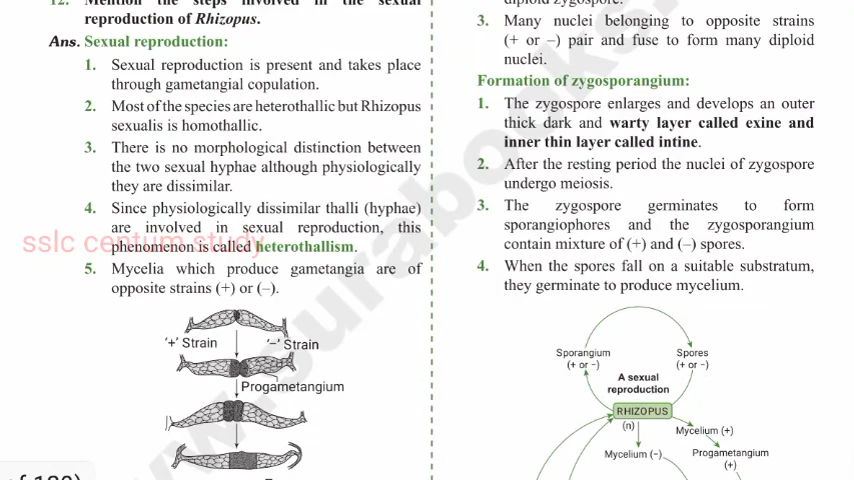 12. Mention the steps involved in the sexual
reproduction of Rhizopus.
Ans. Sexual reproduction:
1. Sexual reproduction is present and takes place
through gametangial copulation.
2. Most of the species are heterothallic but Rhizopus
sexualis is homothallic.
3. There is no morphological distinction between
the two sexual hyphae although physiologically
they are dissimilar.
4. Since physiologically dissimilar thalli (hyphae)
are involved in sexual reproduction, this
phenomenon is called heterothallism.
5. Mycelia which produce gametangia are of
opposite strains (+) or (–).
'+' Strain
'–' Strain
Progametangium
diploid zygospore.
3. Many nuclei belonging to opposite strains
(+ or –) pair and fuse to form many diploid
nuclei.
Formation of zygosporangium:
1. The zygospore enlarges and develops an outer
thick dark and warty layer called exine and
inner thin layer called intine.
2. After the resting period the nuclei of zygospore
undergo meiosis.
3. The zygospore germinates to form
sporangiophores and the zygosporangium
contain mixture of (+) and (–) spores.
4. When the spores fall on a suitable substratum,
they germinate to produce mycelium.
Sporangium
(+ or –)
Spores
(+ or –)
A sexual
reproduction
RHIZOPUS
(n)
Mycelium (+)
Mycelium (–)
Progametangium
(+)
sslc centum study
www.surabooks.
of 180)